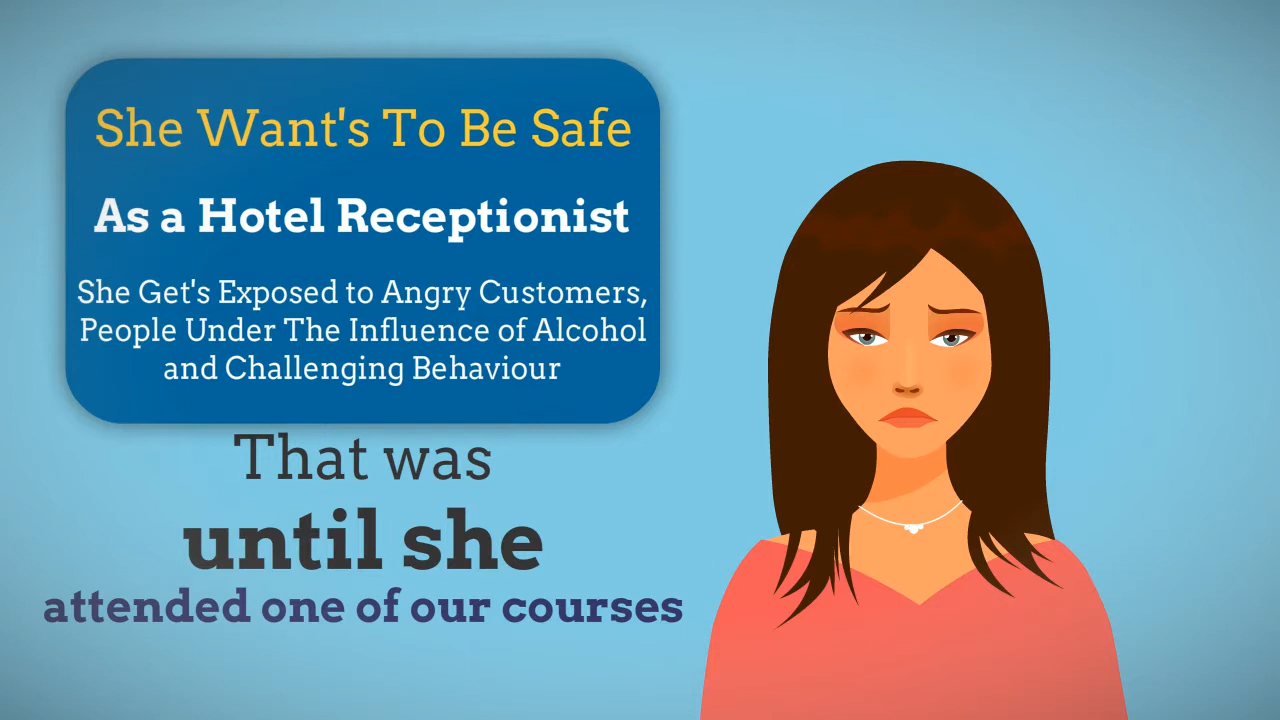 She Want's To Be Safe
As a Hotel Receptionist
She Get's Exposed to Angry Customers,
People Under The Influence of Alcohol
and Challenging Behaviour
That was
until she
attended one of our courses